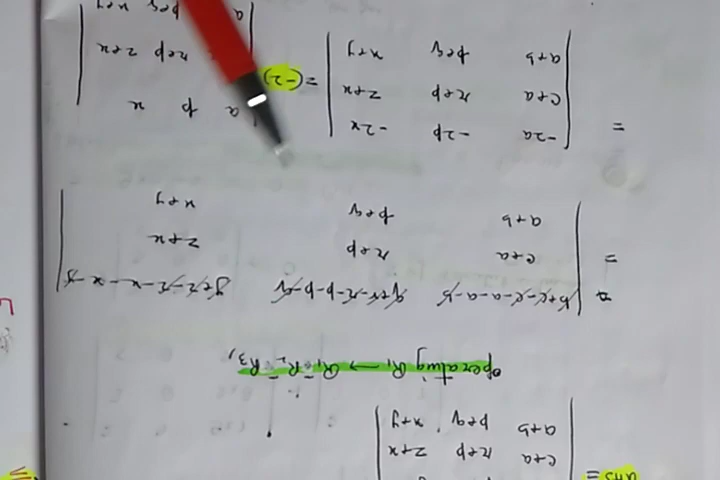 LHS =
c+a r+p z+x
a+b p+q x+y
operating R₁ → R₁ - R₂ - R₃,
= b+c-c-a-a-b q+r-r-p-p-q y+z-z-x-x-y
= c+a r+p z+x
a+b p+q x+y
= -2a -2p -2x
c+a r+p z+x = (-2)
a+b p+q x+y
a p x
r+p z+x
a p+q x+y